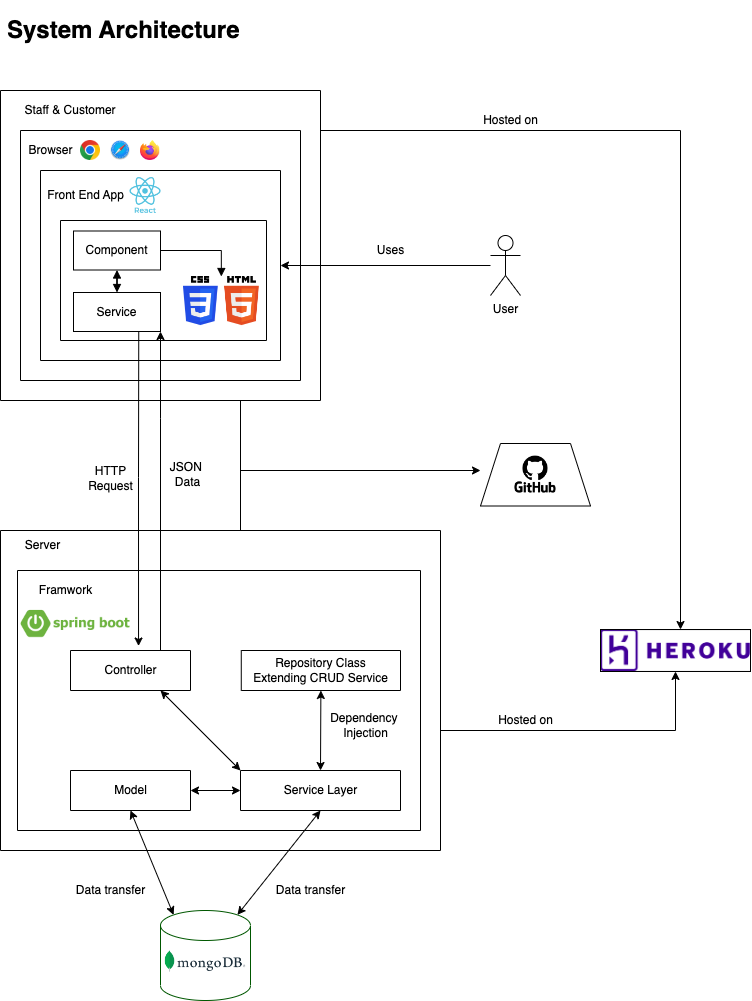 System Architecture
Staff & Customer
Hosted on
Browser
Front End App
React
Component
Uses
CSS
HTML
Service
User
HTTP
Request
JSON
Data
GitHub
Server
Framwork
spring boot
Controller
Repository Class
Extending CRUD Service
HEROKU
Dependency
Injection
Hosted on
Model
Service Layer
Data transfer
Data transfer
mongoDB.